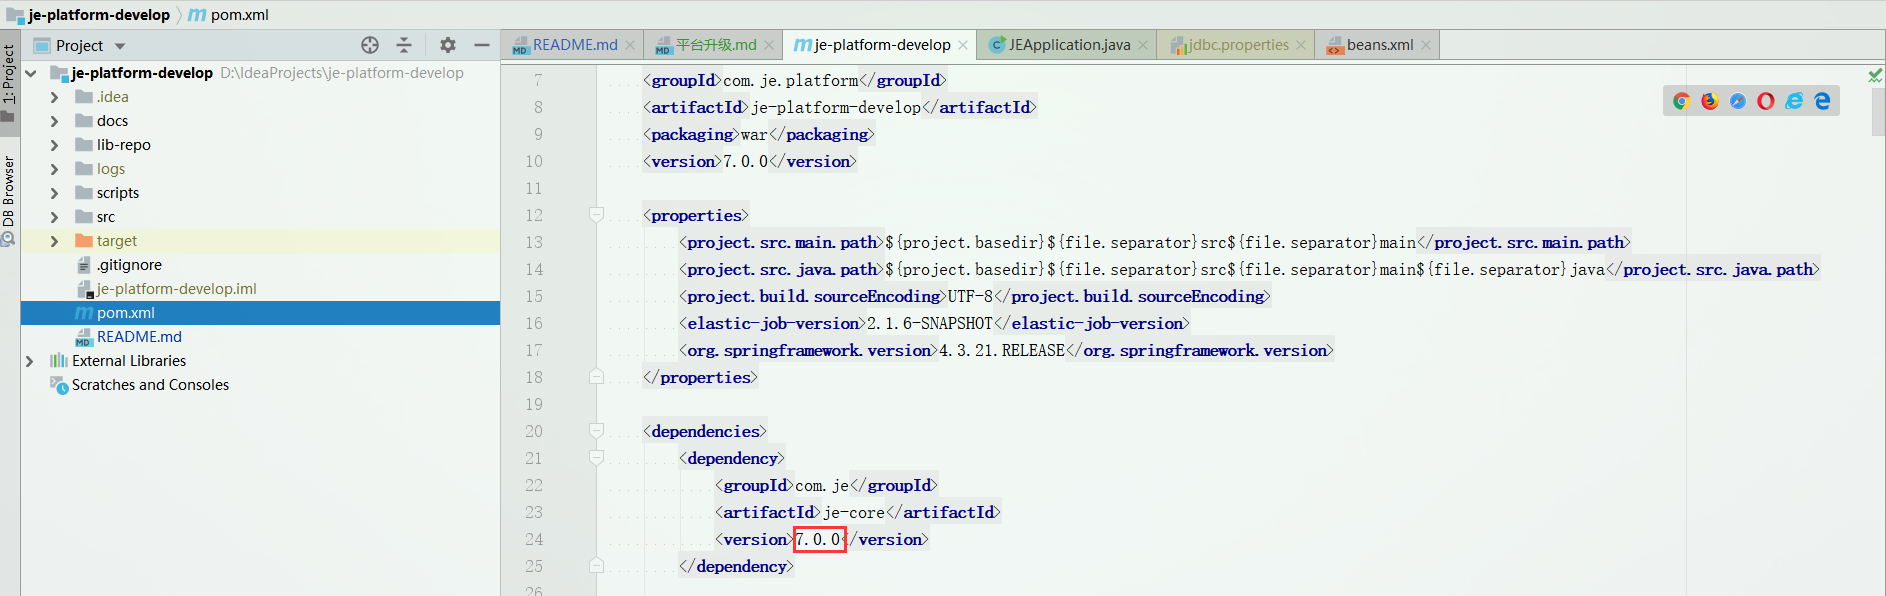 je-platform-develop
m pom.xml
1: Project
DB Browser
Project
je-platform-develop D:\IdeaProjects\je-platform-develop
.idea
docs
lib-repo
logs
scripts
src
target
.gitignore
je-platform-develop.iml
m pom.xml
MD README.md
External Libraries
Scratches and Consoles
MD README.md
MD 平台升级.md
m je-platform-develop
C JEApplication.java
jdbc.properties
beans.xml
7 <groupId>com.je.platform</groupId>
8 <artifactId>je-platform-develop</artifactId>
9 <packaging>war</packaging>
10 <version>7.0.0</version>
11
12 <properties>
13 <project.src.main.path>${project.basedir}${file.separator}src${file.separator}main</project.src.main.path>
14 <project.src.java.path>${project.basedir}${file.separator}src${file.separator}main${file.separator}java</project.src.java.path>
15 <project.build.sourceEncoding>UTF-8</project.build.sourceEncoding>
16 <elastic-job-version>2.1.6-SNAPSHOT</elastic-job-version>
17 <org.springframework.version>4.3.21.RELEASE</org.springframework.version>
18 </properties>
19
20 <dependencies>
21 <dependency>
22 <groupId>com.je</groupId>
23 <artifactId>je-core</artifactId>
24 <version>7.0.0</version>
25 </dependency>
26